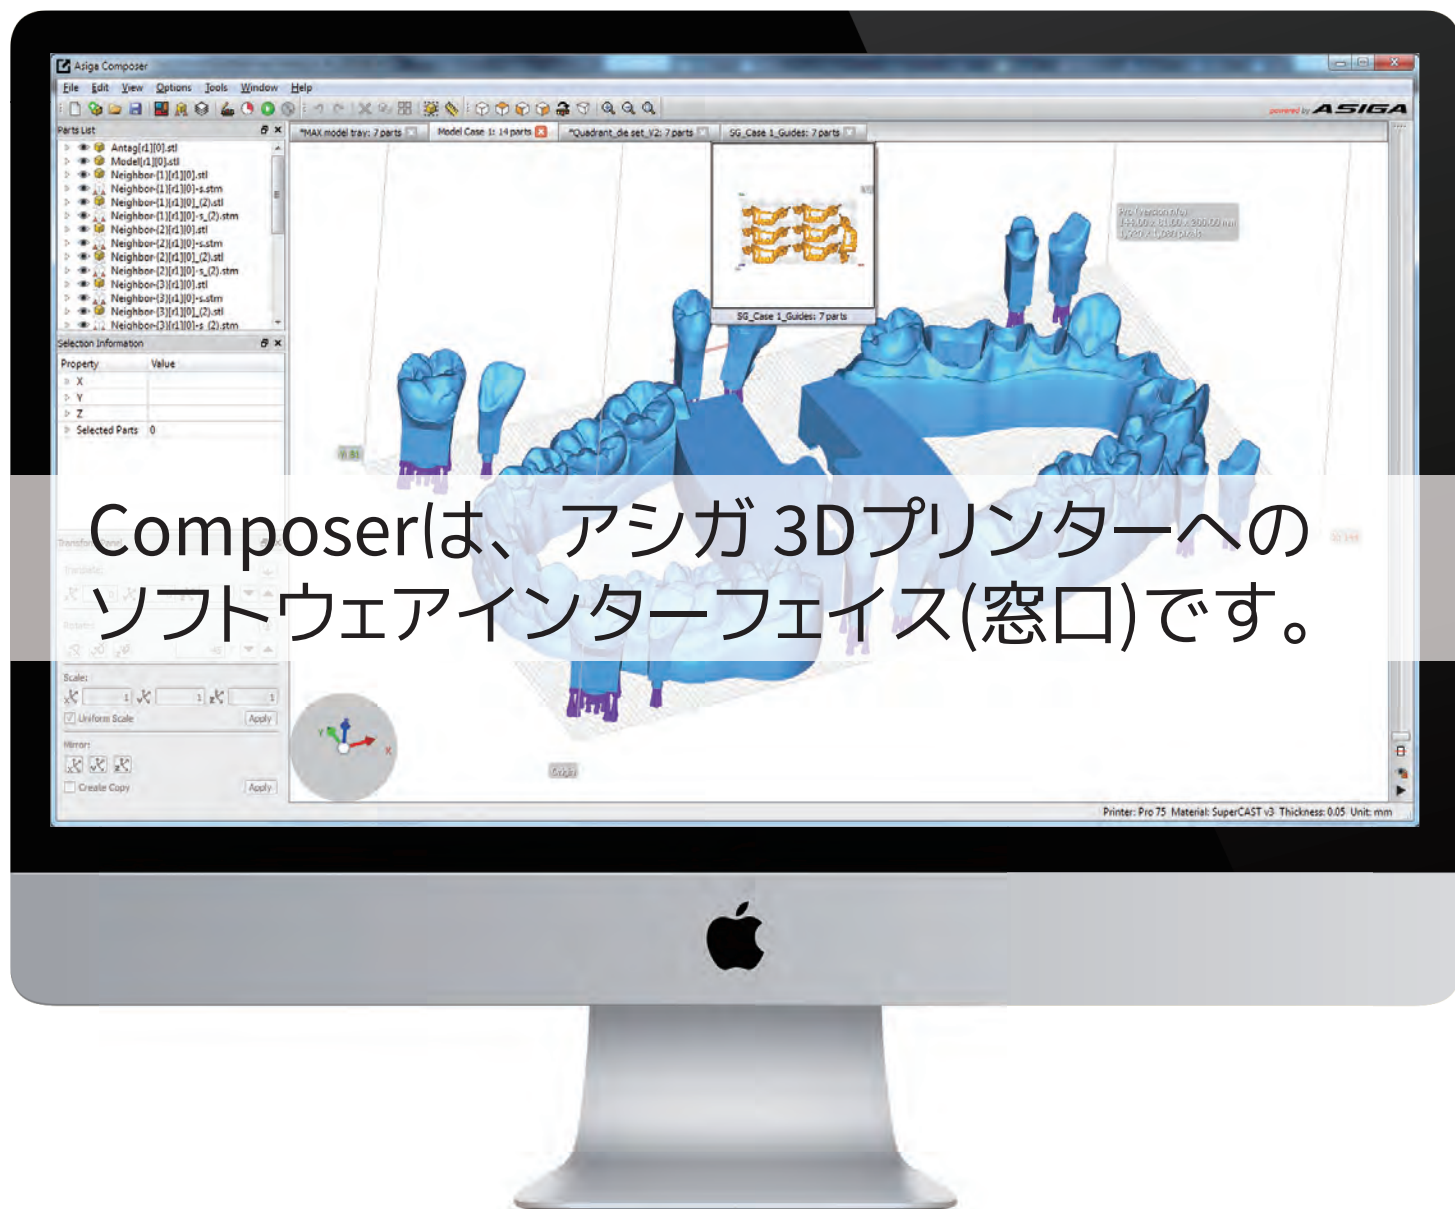 Asiga Composer
File Edit View Options Tools Window Help
powered by ASIGA
Parts List
*MAX model tray: 7 parts
Model Case 1: 14 parts
*Quadrant_die set_V2: 7 parts
SG_Case 1_Guides: 7 parts
Antag[r1][0].stl
Model[r1][0].stl
Neighbor-(1)[r1][0].stl
Neighbor-(1)[r1][0]-s.stm
Neighbor-(1)[r1][0]_(2).stl
Neighbor-(1)[r1][0]-s_(2).stm
Neighbor-(2)[r1][0].stl
Neighbor-(2)[r1][0]-s.stm
Neighbor-(2)[r1][0]_(2).stl
Neighbor-(2)[r1][0]-s_(2).stm
Neighbor-(3)[r1][0].stl
Neighbor-(3)[r1][0]-s.stm
Neighbor-(3)[r1][0]_(2).stl
Neighbor-(3)[r1][0]-s_(2).stm
SG_Case 1_Guides: 7 parts
Selection Information
Property Value
X
Y
Z
Selected Parts 0
Composerは、アシガ 3Dプリンターへの
ソフトウェアインターフェイス(窓口)です。
Scale:
1 1 1
Uniform Scale Apply
Mirror:
Create Copy Apply
Y X
Origin
Printer: Pro 75 Material: SuperCAST v3 Thickness: 0.05 Unit: mm